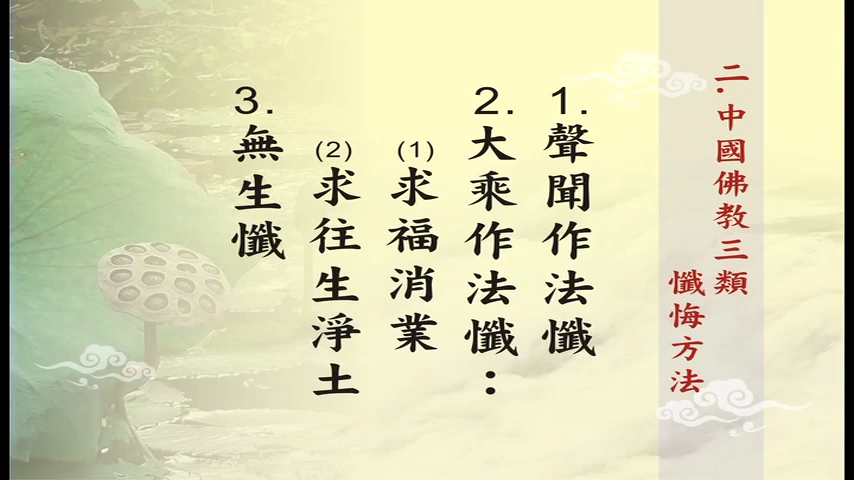 二.中國佛教三類
懺悔方法
1.聲聞作法懺
2.大乘作法懺：
(1)求福消業
(2)求往生淨土
3.無生懺